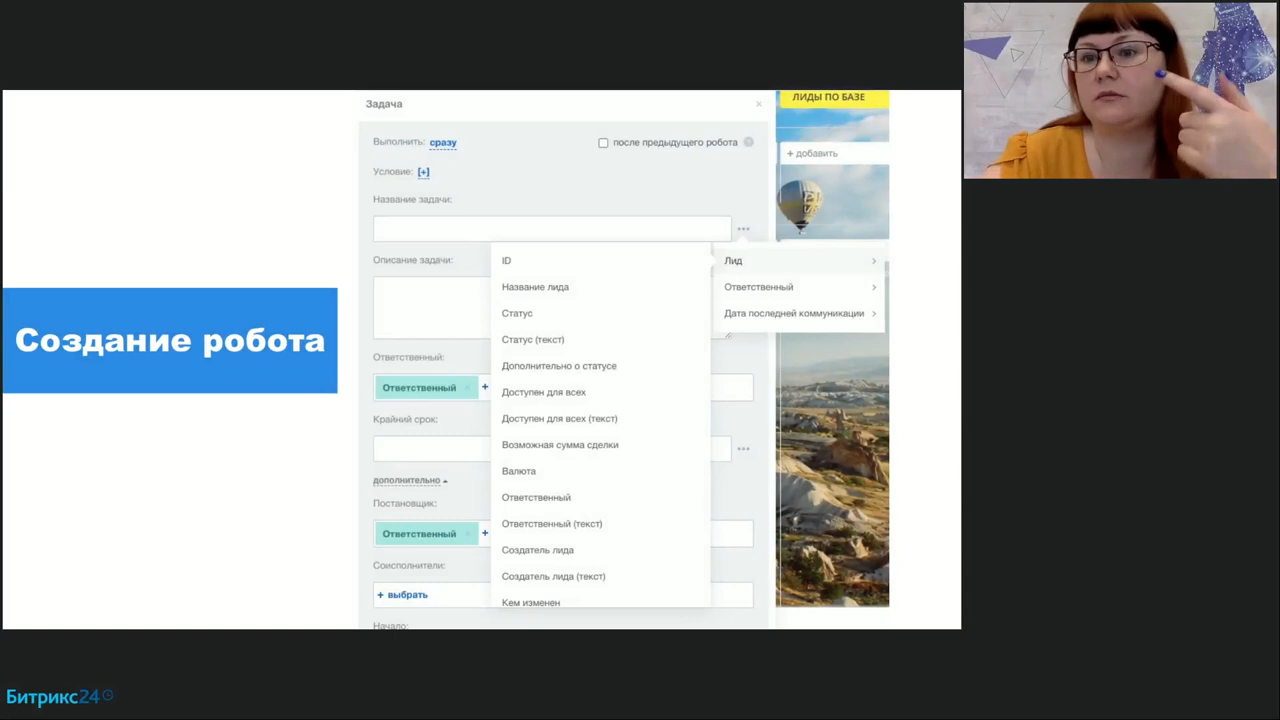 Битрикс24
ЛИДЫ ПО БАЗЕ
Задача
Выполнить: сразу
после предыдущего робота
+ добавить
Условие: [+]
Название задачи:
Описание задачи:
ID
Лид
Название лида
Ответственный
Статус
Дата последней коммуникации
Статус (текст)
Создание робота
Ответственный:
Дополнительно о статусе
Ответственный +
Доступен для всех
Крайний срок:
Доступен для всех (текст)
Возможная сумма сделки
Валюта
дополнительно
Постановщик:
Ответственный
Ответственный (текст)
Ответственный +
Создатель лида
Соисполнители:
Создатель лида (текст)
+ выбрать
Кем изменен
Начало:
Битрикс24